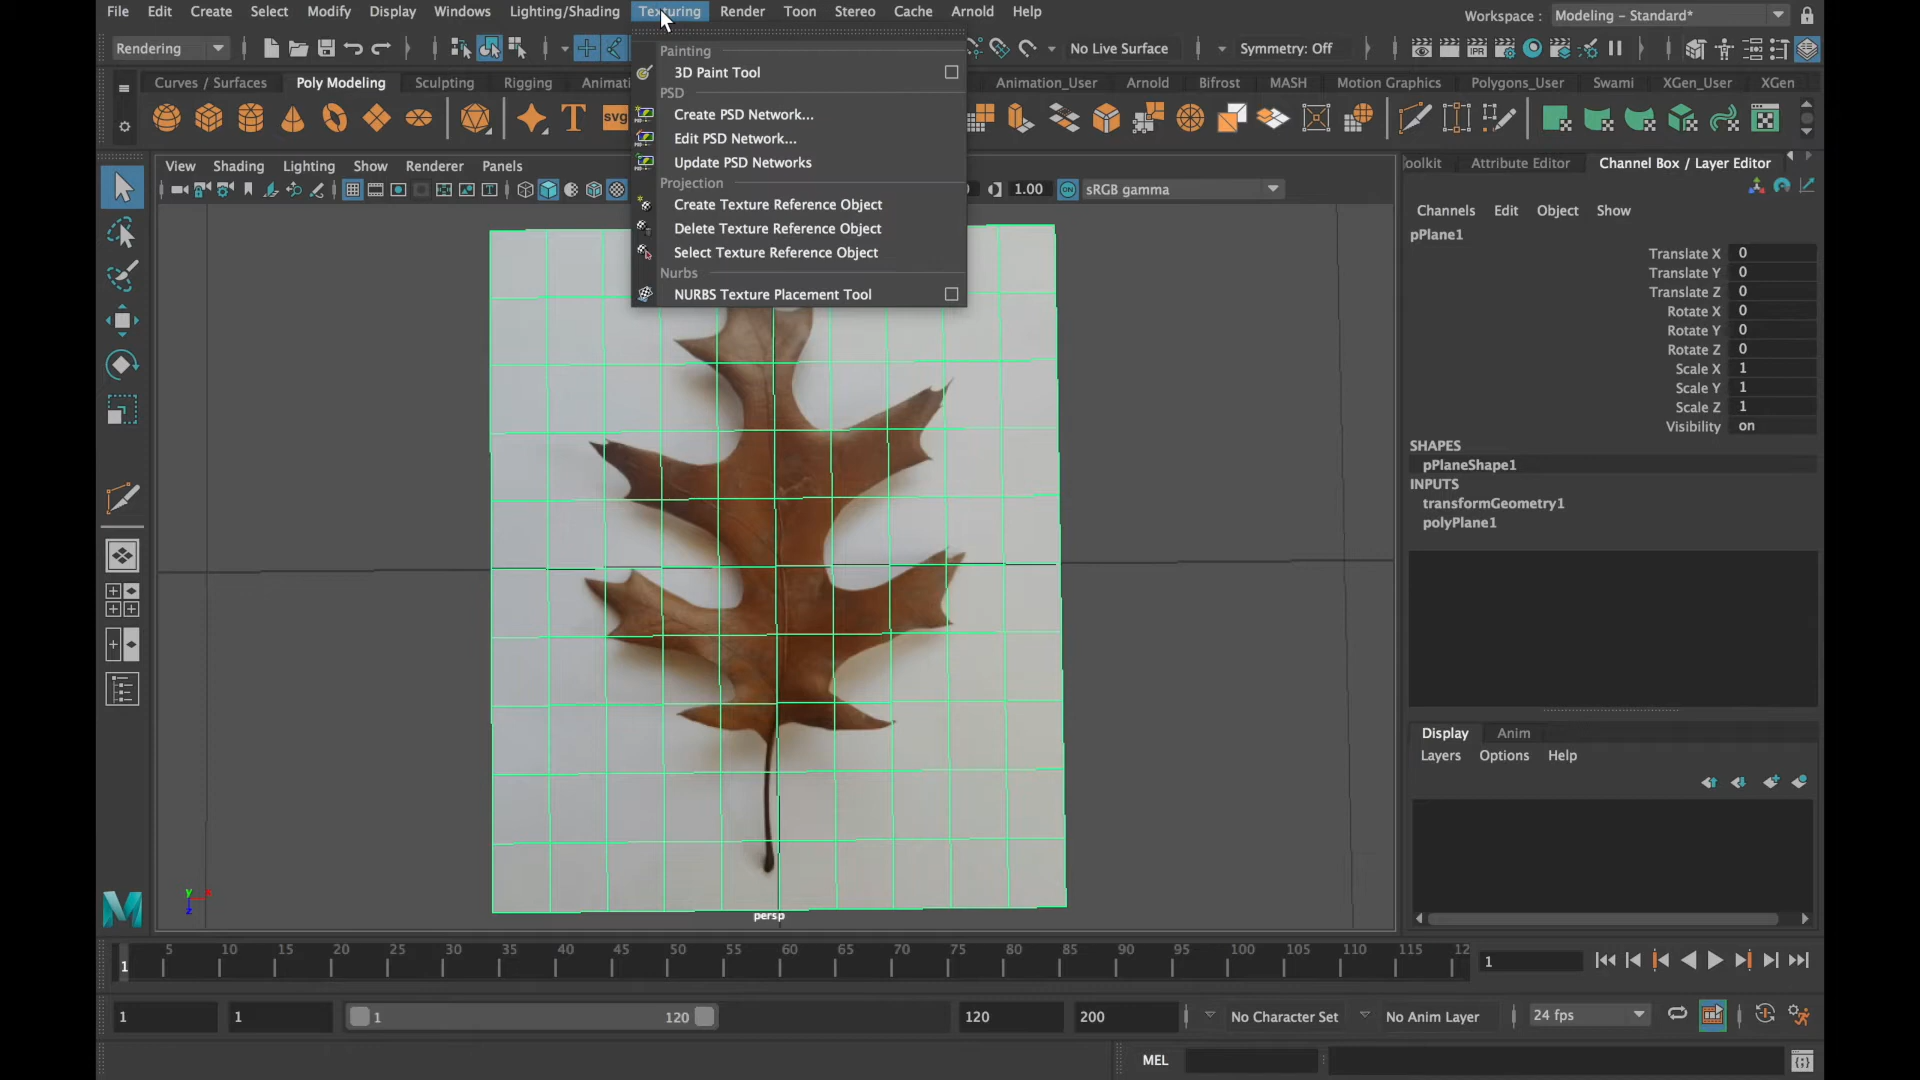 File Edit Create Select Modify Display Windows Lighting/Shading Texturing Render Toon Stereo Cache Arnold Help
Workspace : Modeling - Standard*
Rendering No Live Surface Symmetry: Off
Curves / Surfaces Poly Modeling Sculpting Rigging Animati Animation_User Arnold Bifrost MASH Motion Graphics Polygons_User Swami XGen_User XGen
View Shading Lighting Show Renderer Panels
1.00 ON sRGB gamma
Painting
3D Paint Tool
PSD
Create PSD Network...
Edit PSD Network...
Update PSD Networks
Projection
Create Texture Reference Object
Delete Texture Reference Object
Select Texture Reference Object
Nurbs
NURBS Texture Placement Tool
oolkit Attribute Editor Channel Box / Layer Editor
Channels Edit Object Show
pPlane1
Translate X 0
Translate Y 0
Translate Z 0
Rotate X 0
Rotate Y 0
Rotate Z 0
Scale X 1
Scale Y 1
Scale Z 1
Visibility on
SHAPES
pPlaneShape1
INPUTS
transformGeometry1
polyPlane1
Display Anim
Layers Options Help
persp
5 10 15 20 25 30 35 40 45 50 55 60 65 70 75 80 85 90 95 100 105 110 115 12
1 1
1 1 1 120 120 200 No Character Set No Anim Layer 24 fps
MEL